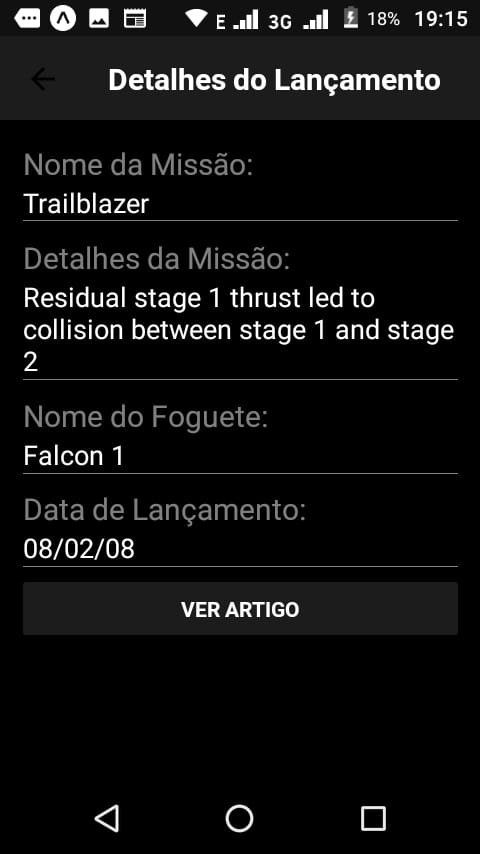 E 3G 18% 19:15
Detalhes do Lançamento
Nome da Missão:
Trailblazer
Detalhes da Missão:
Residual stage 1 thrust led to
collision between stage 1 and stage
2
Nome do Foguete:
Falcon 1
Data de Lançamento:
08/02/08
VER ARTIGO